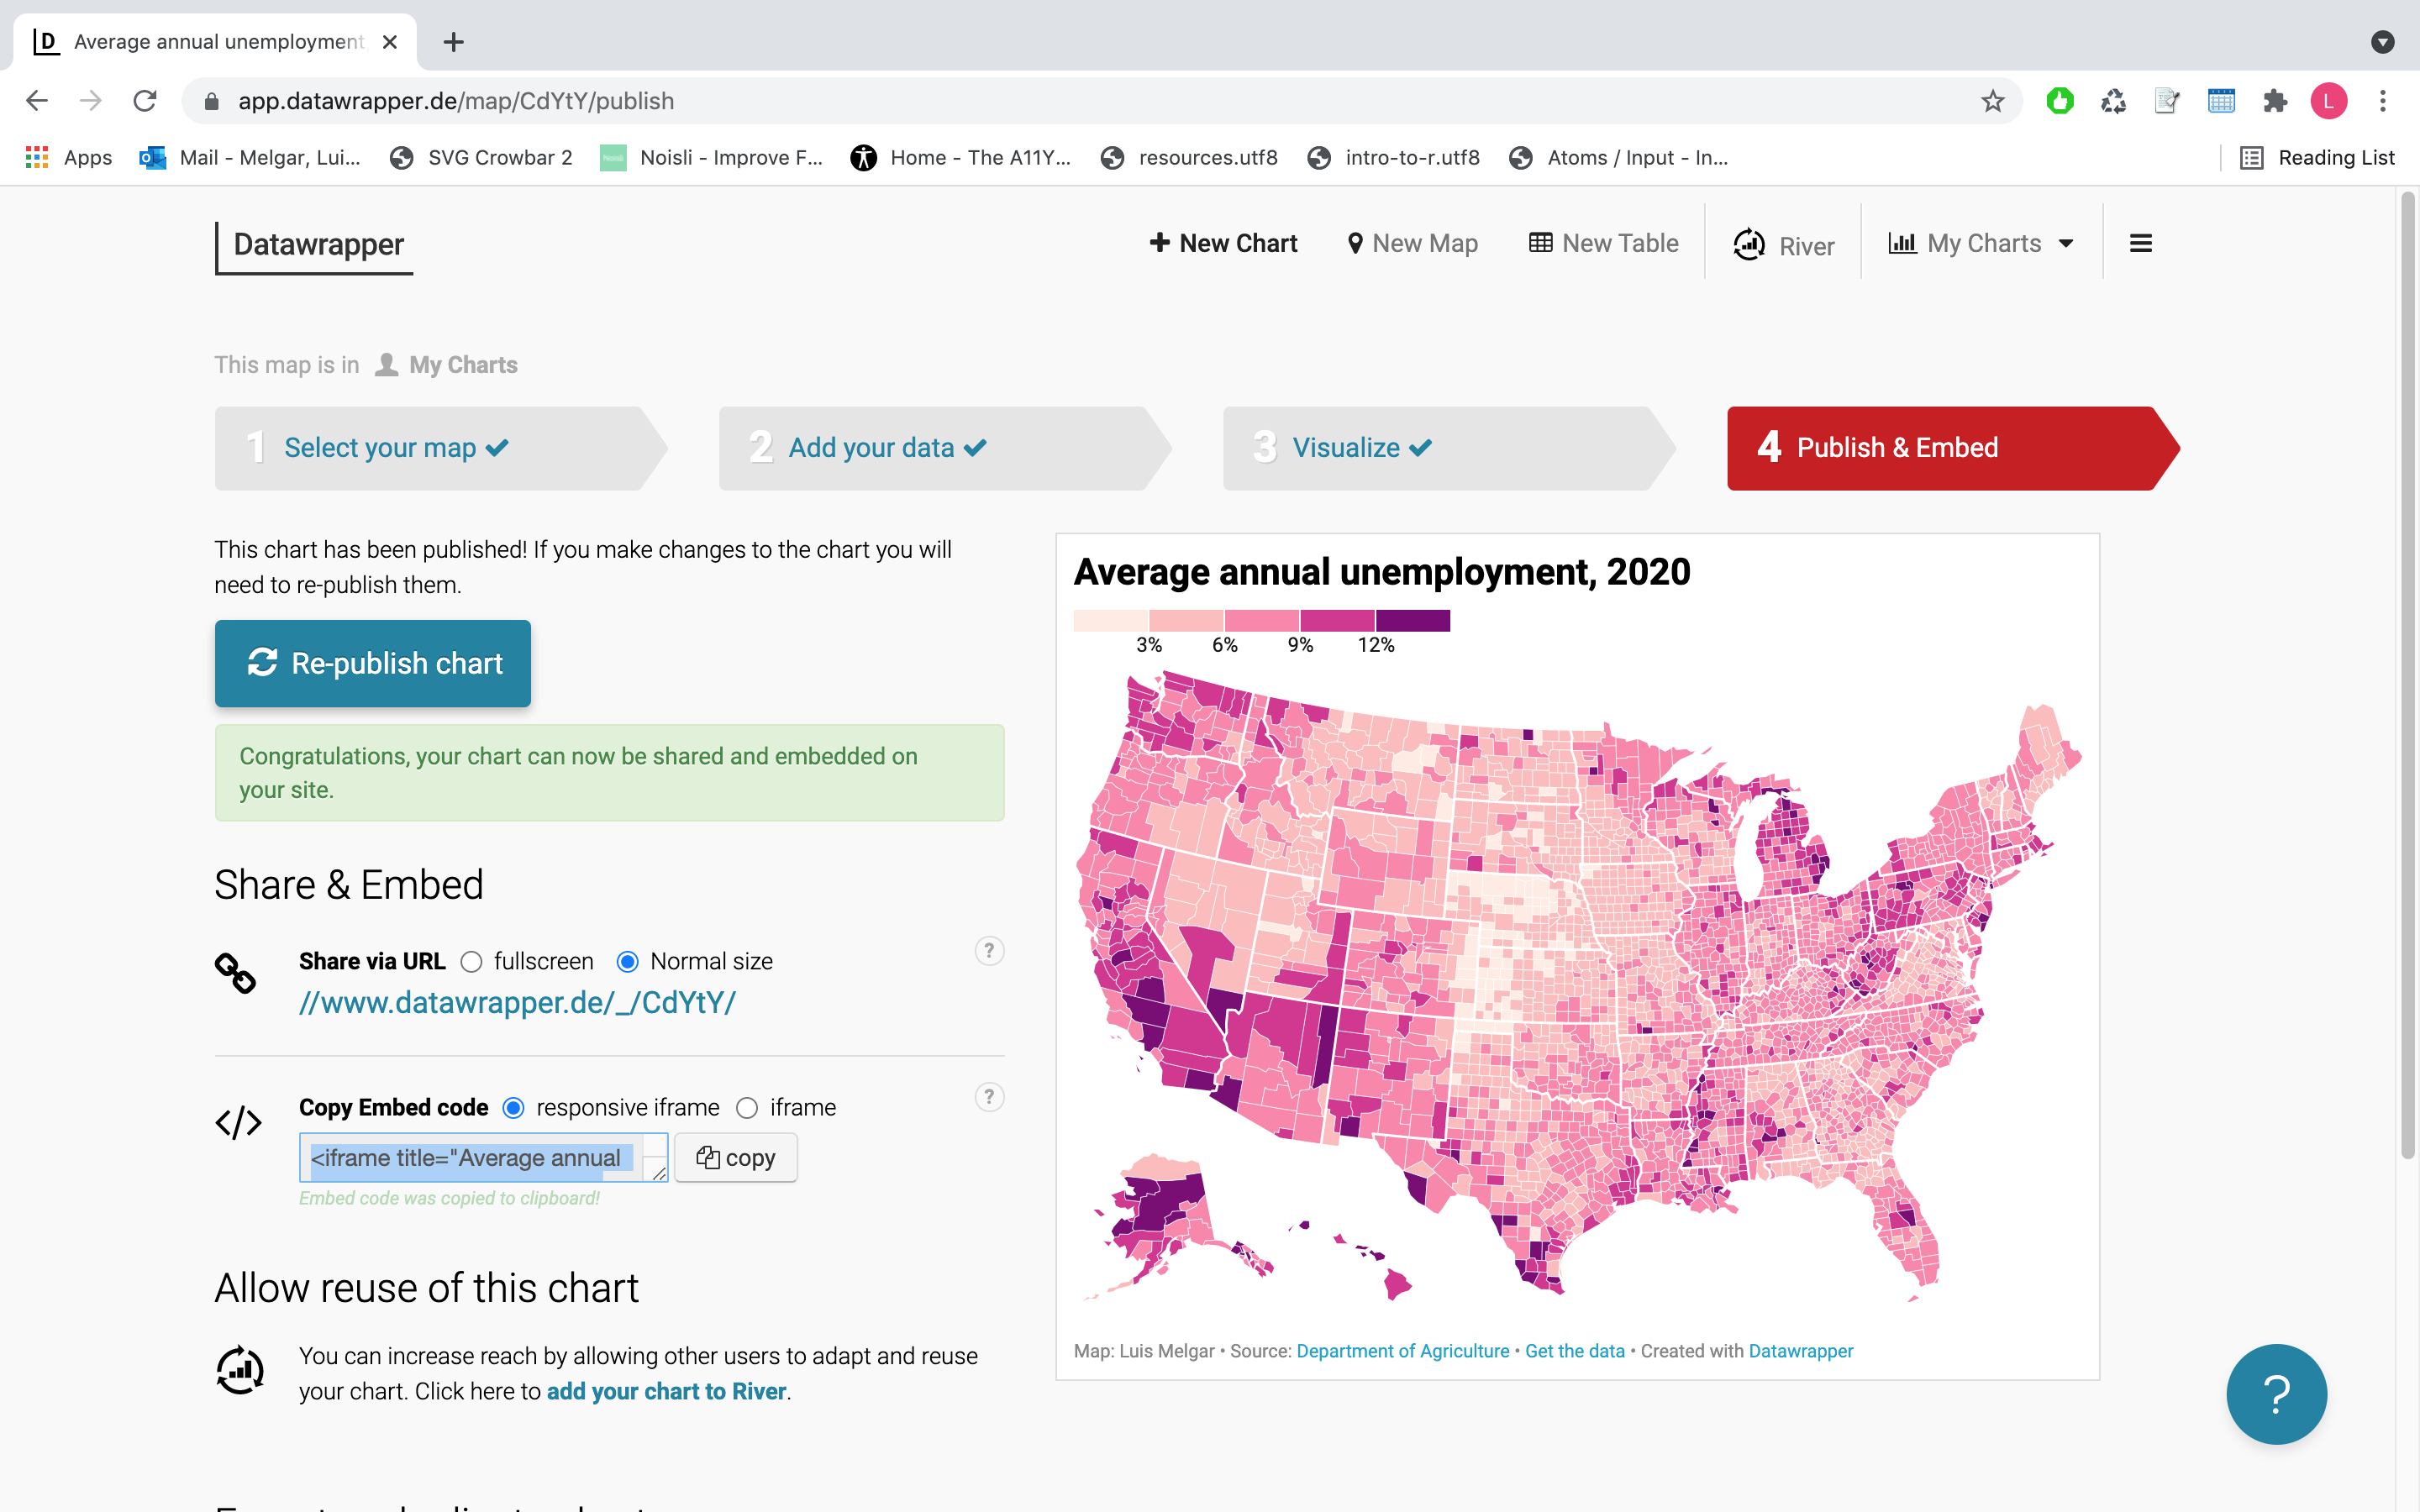 D Average annual unemployment
app.datawrapper.de/map/CdYtY/publish
L
Apps Mail - Melgar, Lui... SVG Crowbar 2 Noisli - Improve F... Home - The A11Y... resources.utf8 intro-to-r.utf8 Atoms / Input - In... Reading List
Datawrapper
New Chart New Map New Table River My Charts
This map is in My Charts
1 Select your map
2 Add your data
3 Visualize
4 Publish & Embed
This chart has been published! If you make changes to the chart you will
need to re-publish them.
Re-publish chart
Congratulations, your chart can now be shared and embedded on
your site.
Share & Embed
Share via URL fullscreen Normal size ?
//www.datawrapper.de/_/CdYtY/
Copy Embed code responsive iframe iframe ?
</> <iframe title="Average annual copy
Embed code was copied to clipboard!
Allow reuse of this chart
You can increase reach by allowing other users to adapt and reuse
your chart. Click here to add your chart to River.
Average annual unemployment, 2020
3% 6% 9% 12%
Map: Luis Melgar • Source: Department of Agriculture • Get the data • Created with Datawrapper
?